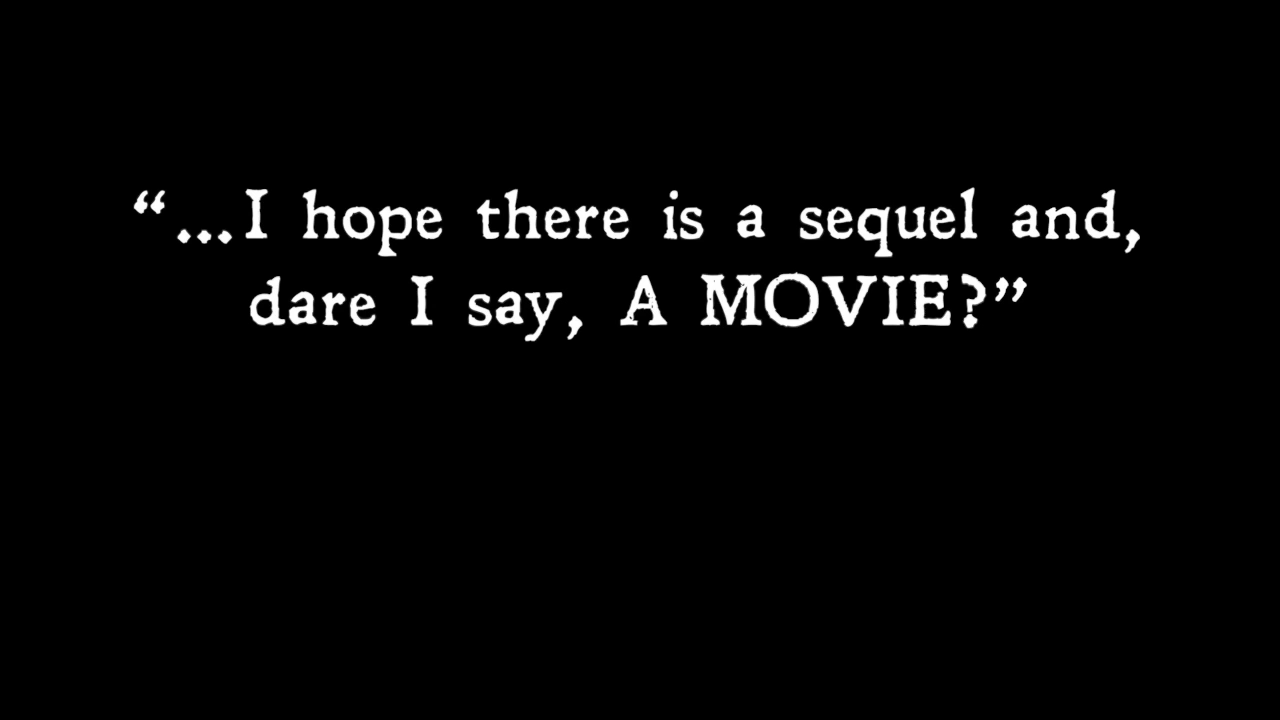 “...I hope there is a sequel and,
dare I say, A MOVIE?”